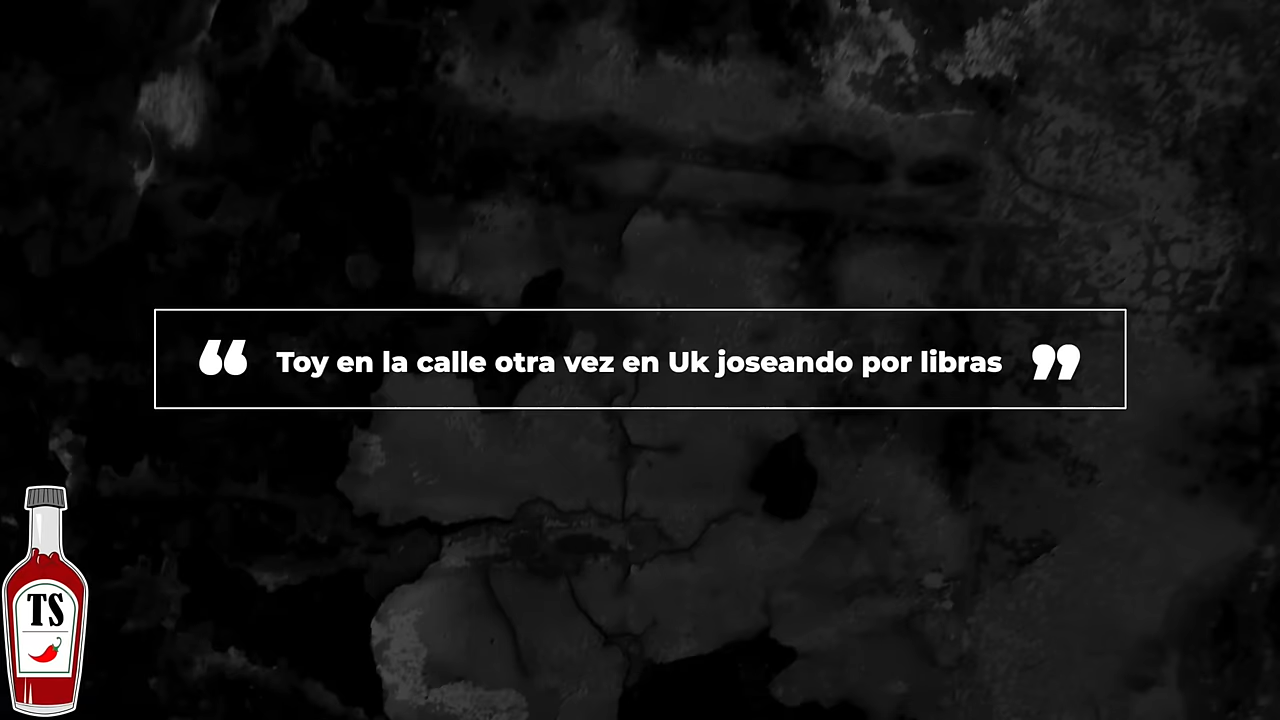 “ Toy en la calle otra vez en Uk joseando por libras ”
TS